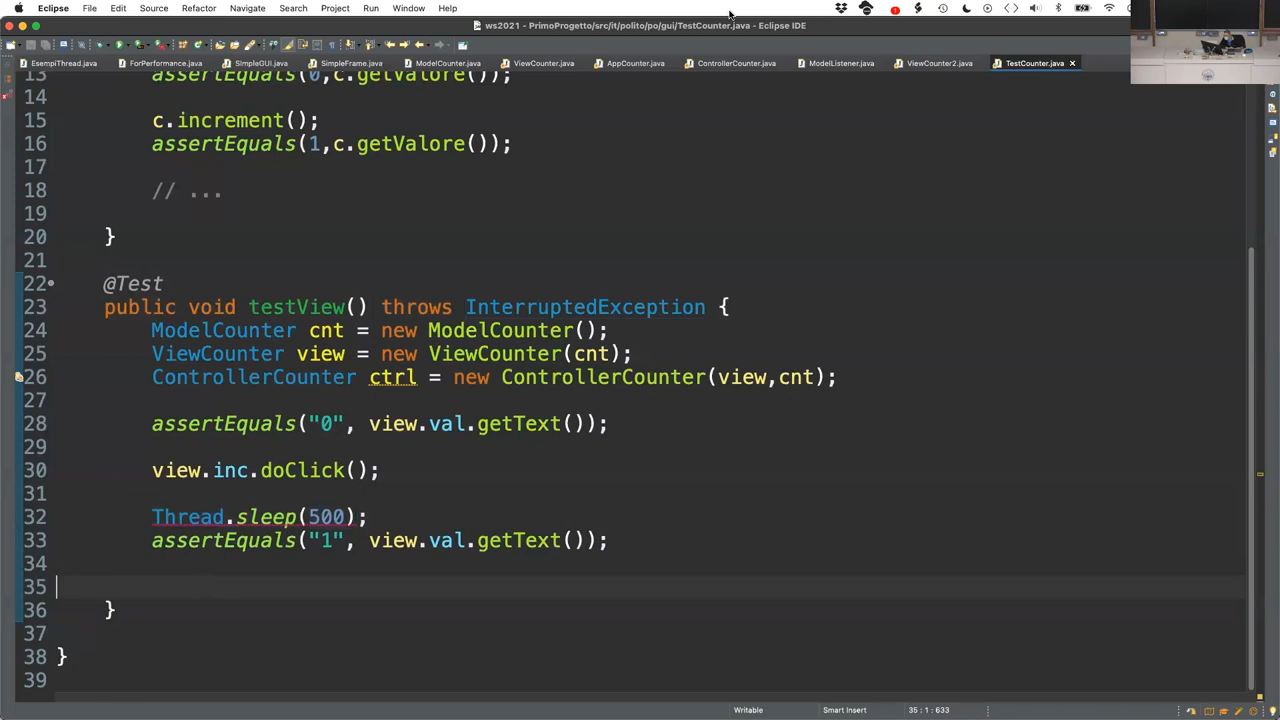 Eclipse File Edit Source Refactor Navigate Search Project Run Window Help
ws2021 - PrimoProgetto/src/it/polito/po/gui/TestCounter.java - Eclipse IDE
EsempiThread.java ForPerformance.java SimpleGUI.java SimpleFrame.java ModelCounter.java ViewCounter.java AppCounter.java ControllerCounter.java ModelListener.java ViewCounter2.java TestCounter.java
13 assertEquals(0,c.getValore());
14
15 c.increment();
16 assertEquals(1,c.getValore());
17
18 // ...
19
20 }
21
22 @Test
23 public void testView() throws InterruptedException {
24 ModelCounter cnt = new ModelCounter();
25 ViewCounter view = new ViewCounter(cnt);
26 ControllerCounter ctrl = new ControllerCounter(view,cnt);
27
28 assertEquals("0", view.val.getText());
29
30 view.inc.doClick();
31
32 Thread.sleep(500);
33 assertEquals("1", view.val.getText());
34
35
36 }
37
38 }
39
Writable Smart Insert 35 : 1 : 633